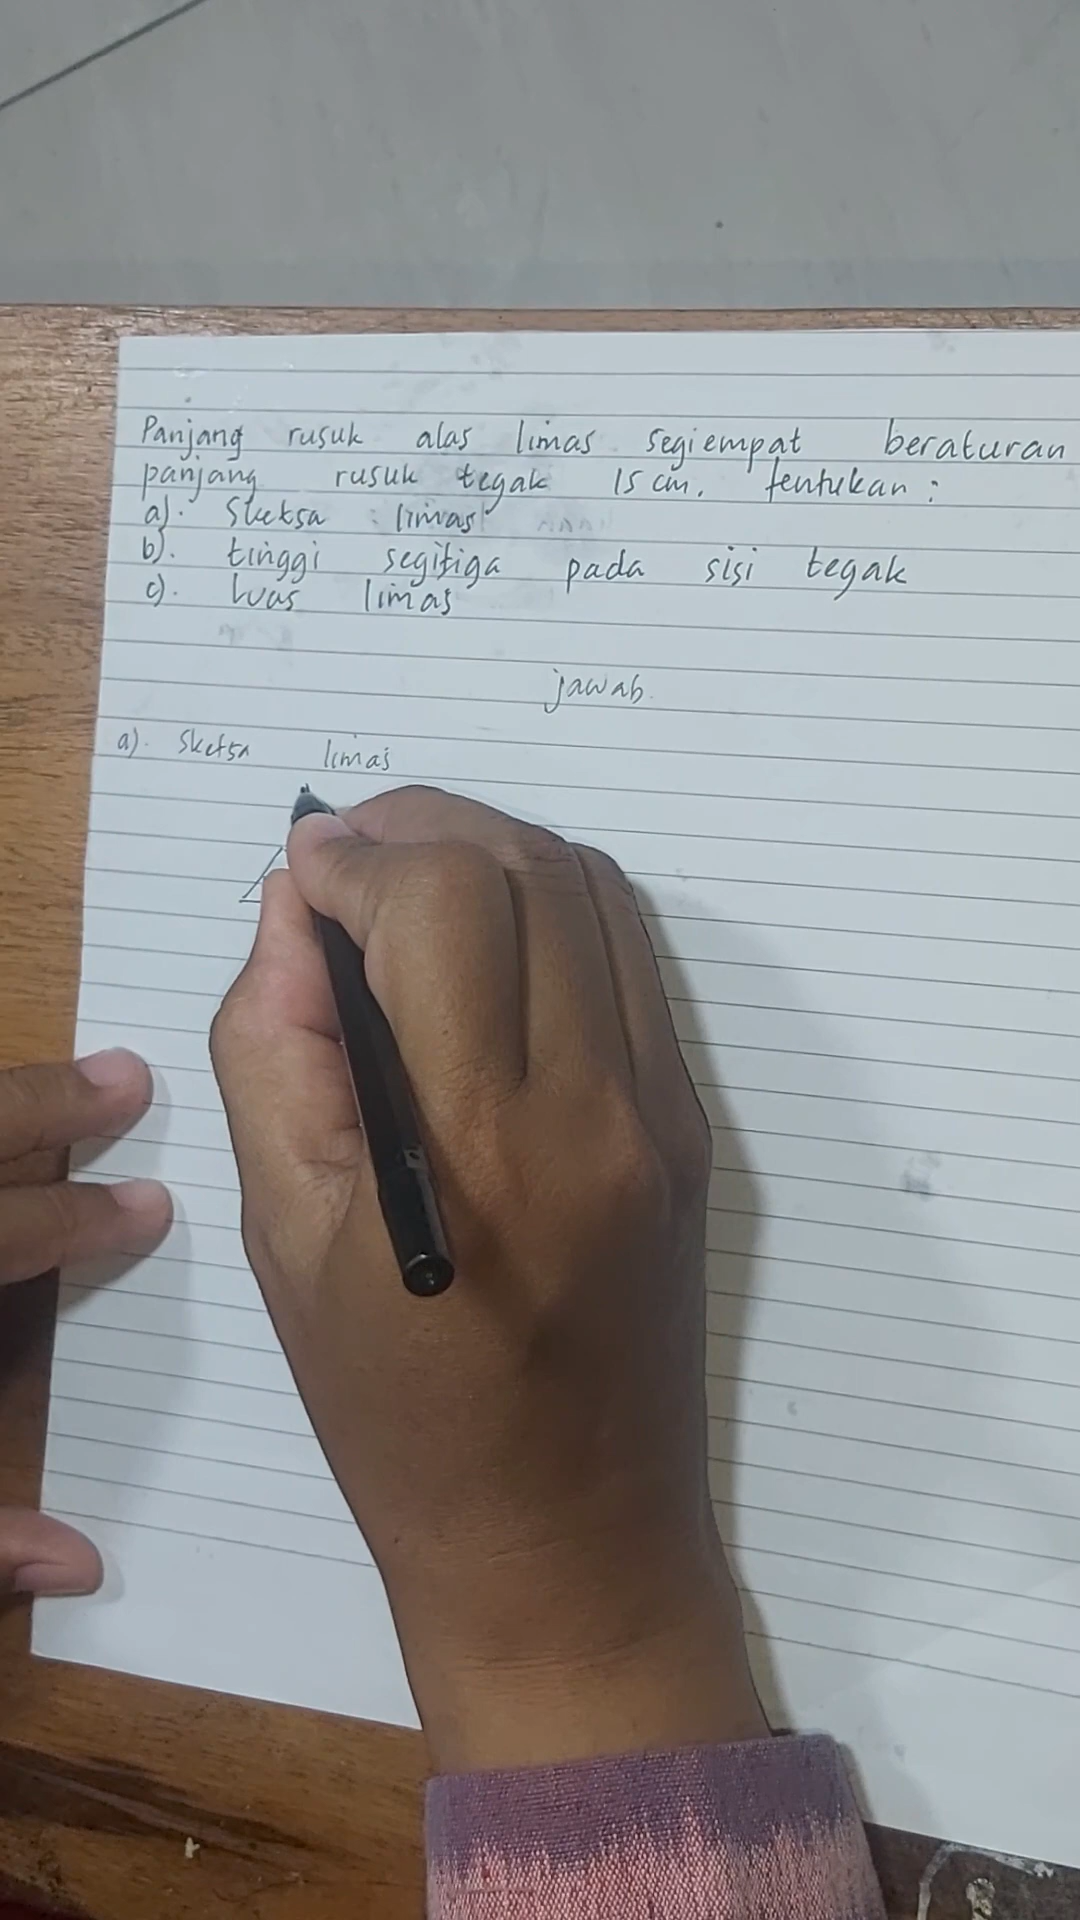 Panjang rusuk alas limas segiempat beraturan
panjang rusuk tegak 15 cm. tentukan :
a). Sketsa limas
b). tinggi segitiga pada sisi tegak
c). luas limas
jawab.
a). Sketsa limas